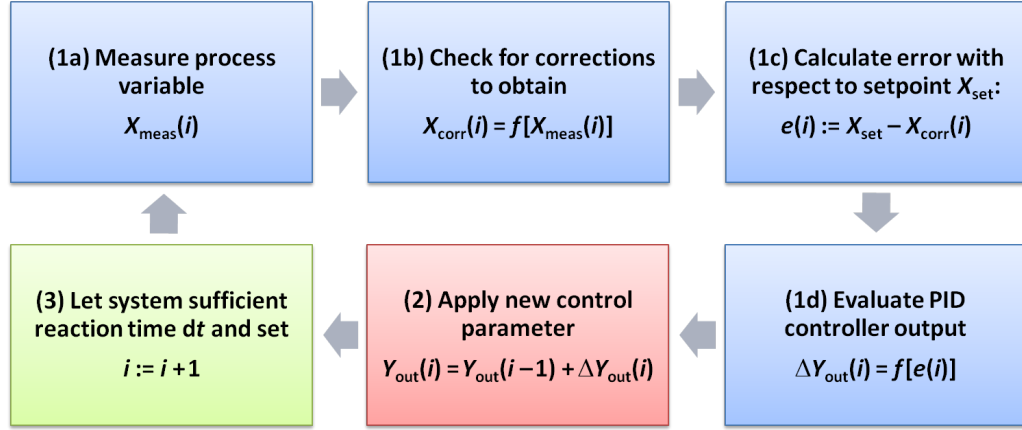 (1a) Measure process
variable
Xmeas(i)
(1b) Check for corrections
to obtain
Xcorr(i) = f[Xmeas(i)]
(1c) Calculate error with
respect to setpoint Xset:
e(i) := Xset – Xcorr(i)
(3) Let system sufficient
reaction time dt and set
i := i +1
(2) Apply new control
parameter
Yout(i) = Yout(i –1) + ΔYout(i)
(1d) Evaluate PID
controller output
ΔYout(i) = f[e(i)]